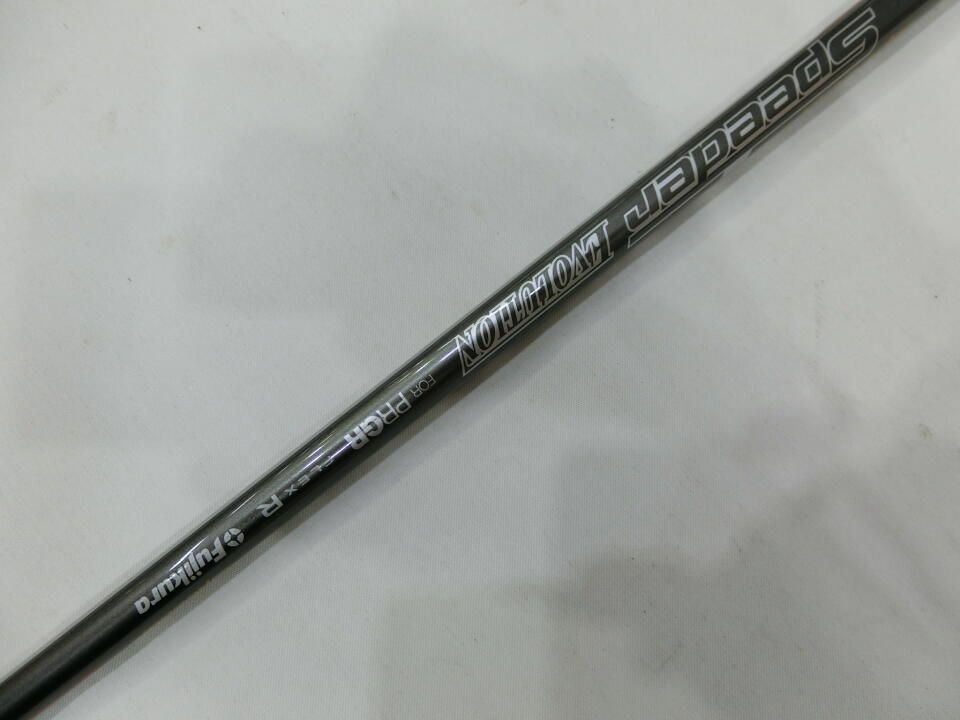 Speeder EVOLUTION FOR PRGR FLEX R Fujikura